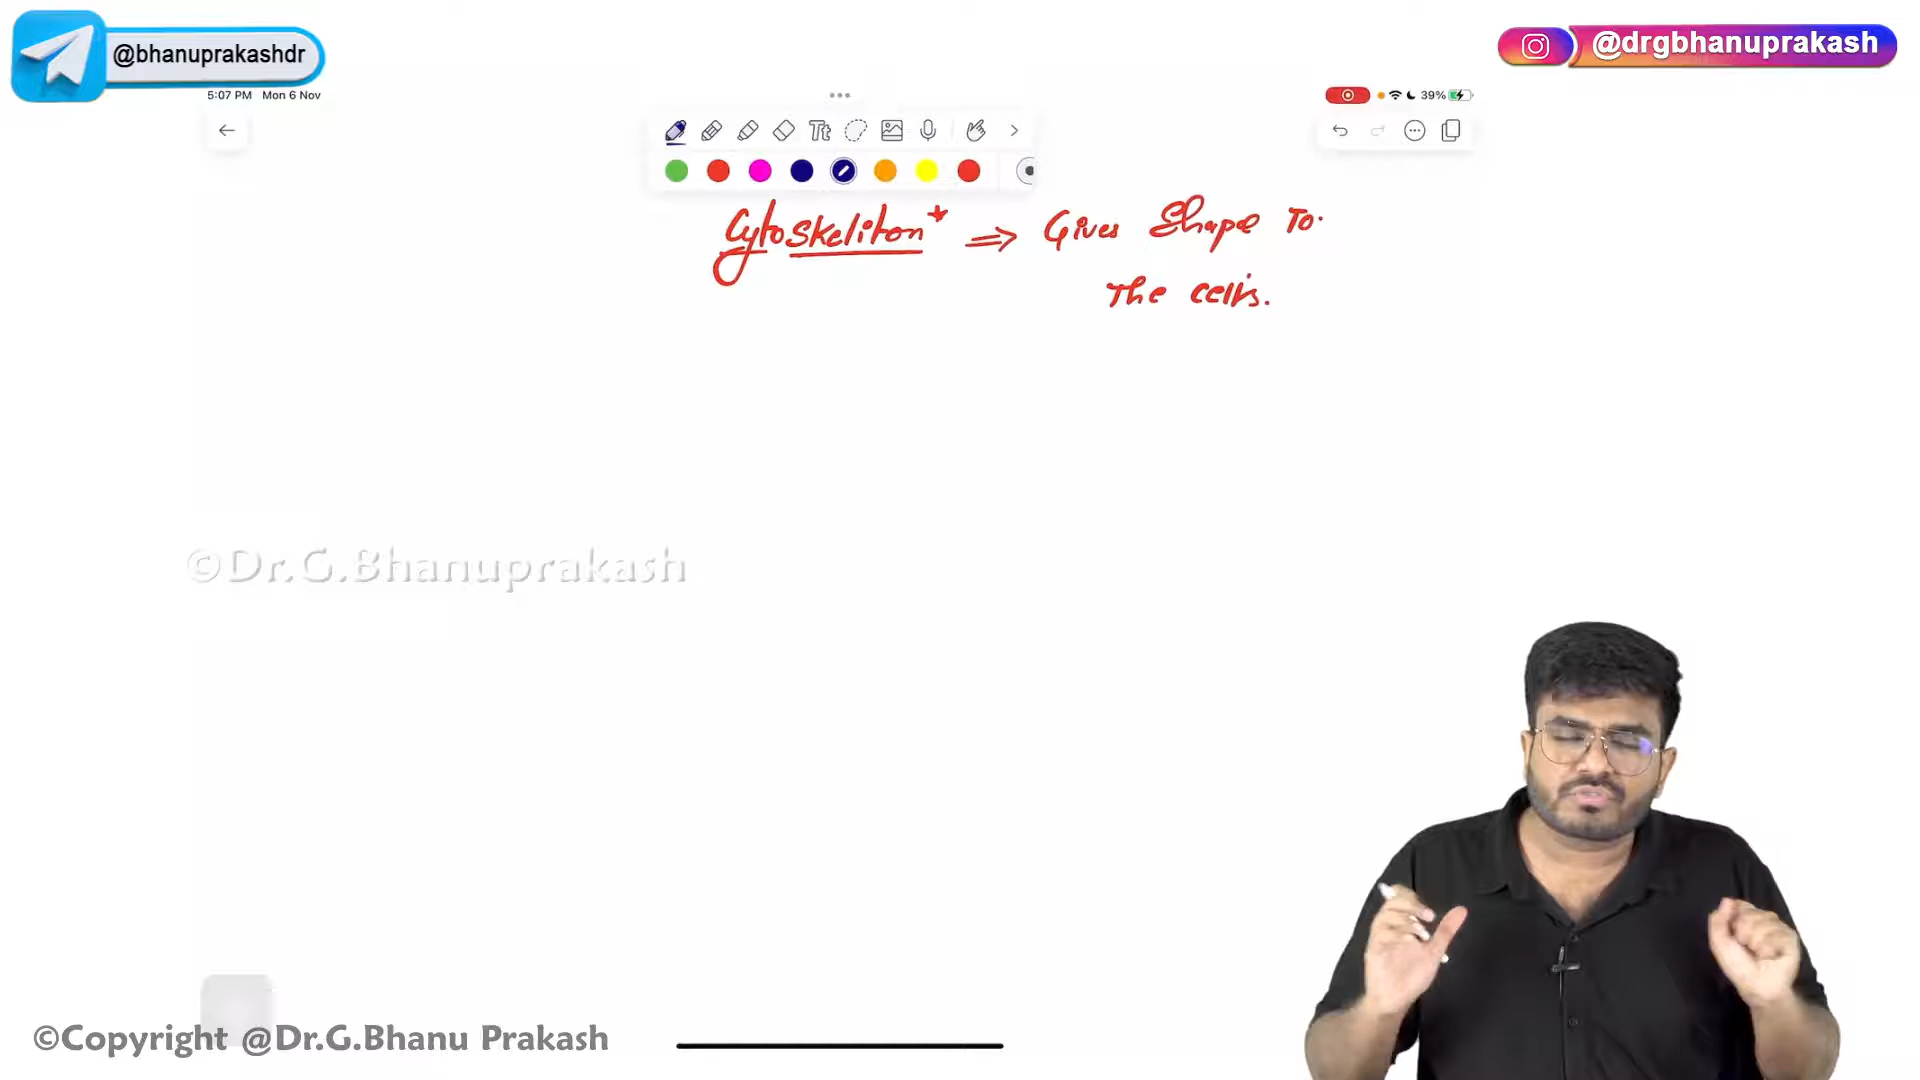 @bhanuprakashdr
@drgbhanuprakash
5:07 PM Mon 6 Nov
39%
Tt
Cytoskeliton* ⇒ Gives Shape To.
The cells.
©Dr.G.Bhanuprakash
©Copyright @Dr.G.Bhanu Prakash